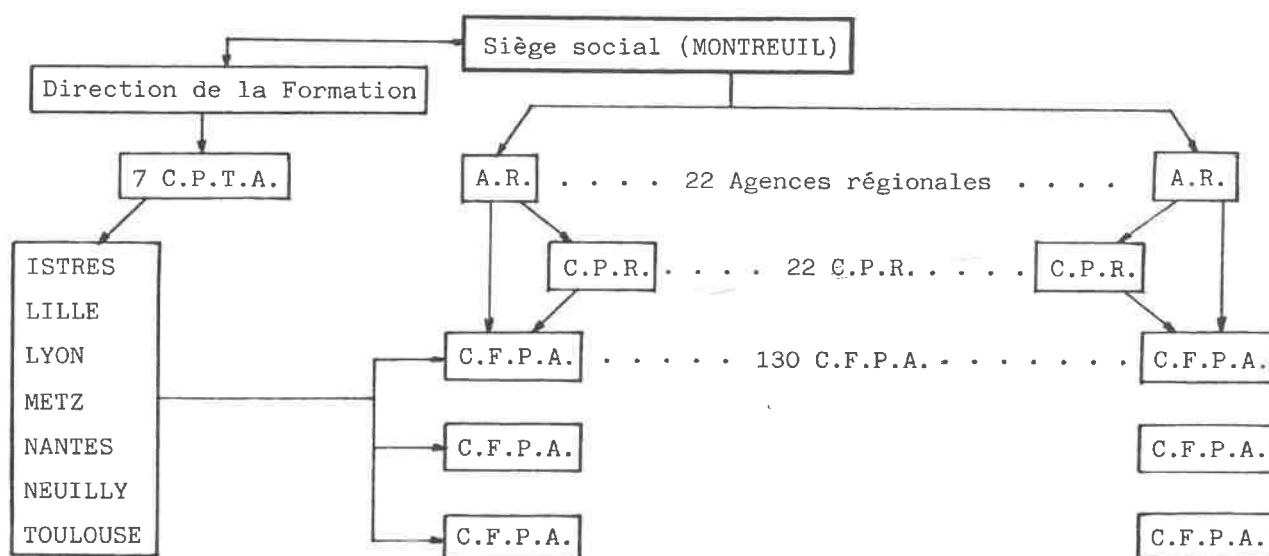 Siège social (MONTREUIL)
Direction de la Formation
7 C.P.T.A.
A.R. . . . . 22 Agences régionales . . . . A.R.
C.P.R. . . . . 22 C.P.R. . . . . C.P.R.
C.F.P.A. . . . . . 130 C.F.P.A. . . . . . . . C.F.P.A.
ISTRES
LILLE
LYON
METZ
NANTES
NEUILLY
TOULOUSE
C.F.P.A. C.F.P.A.
C.F.P.A. C.F.P.A.